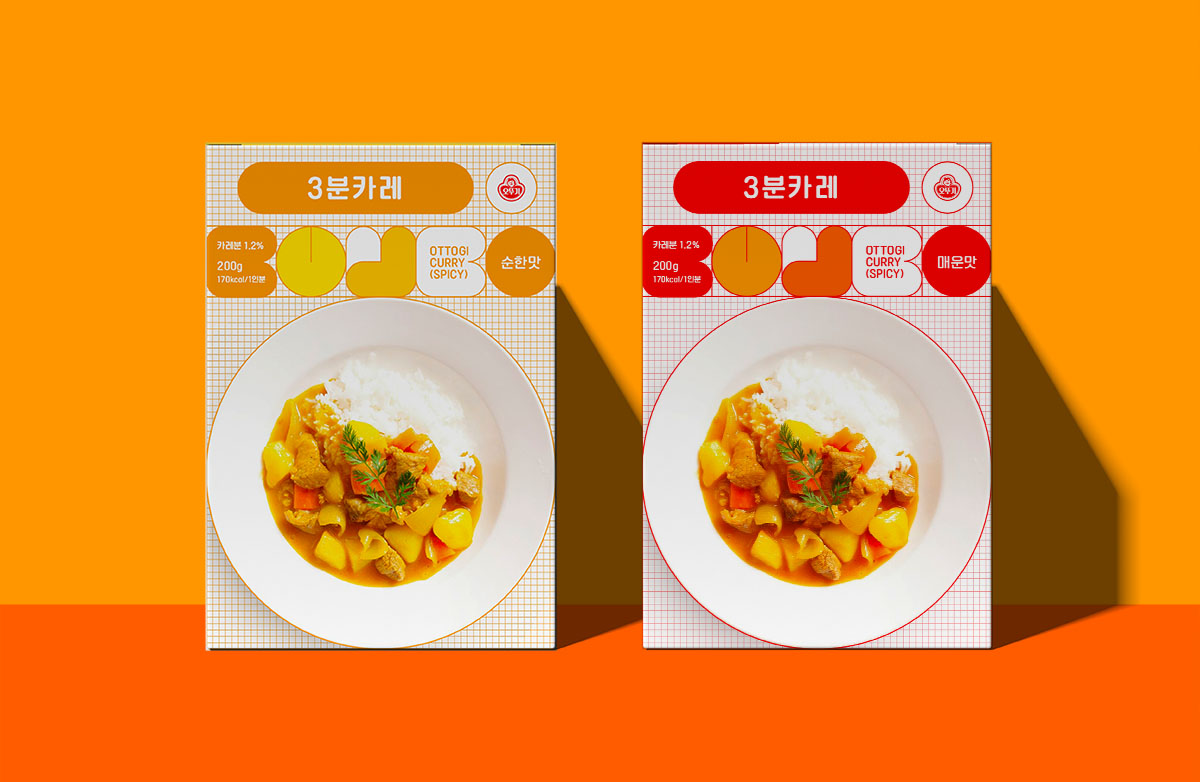 3분카레
오뚜기
카레분 1.2%
200g
170kcal/1인분
OTTOGI
CURRY
(SPICY)
순한맛
3분카레
오뚜기
카레분 1.2%
200g
170kcal/1인분
OTTOGI
CURRY
(SPICY)
매운맛